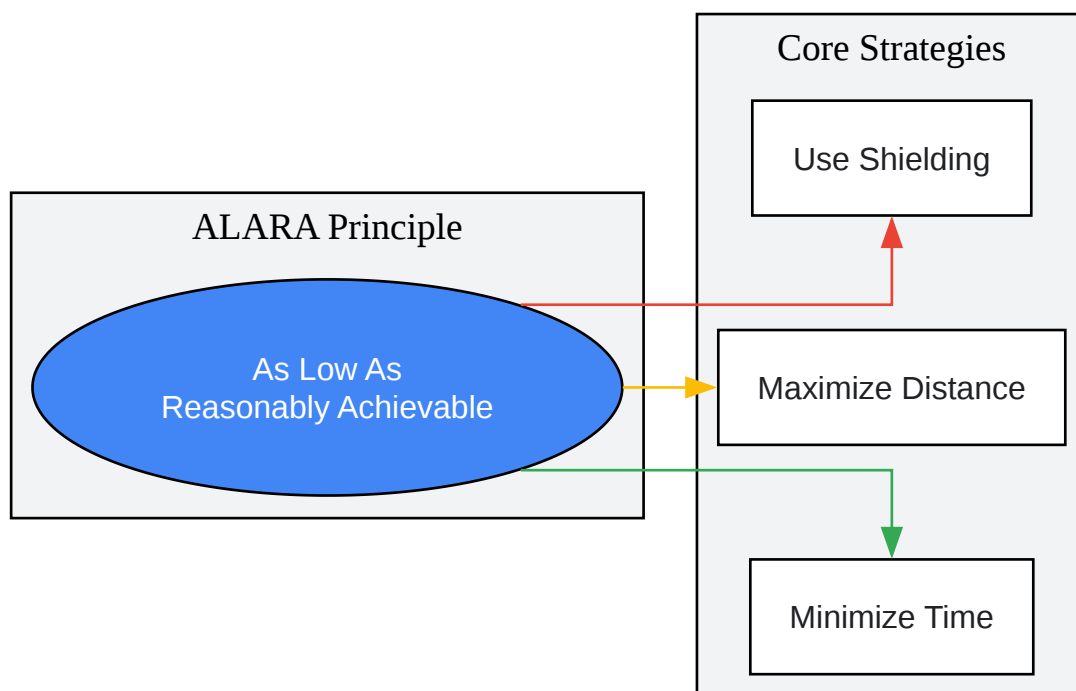 Core Strategies
Use Shielding
ALARA Principle
As Low As
Reasonably Achievable
Maximize Distance
Minimize Time